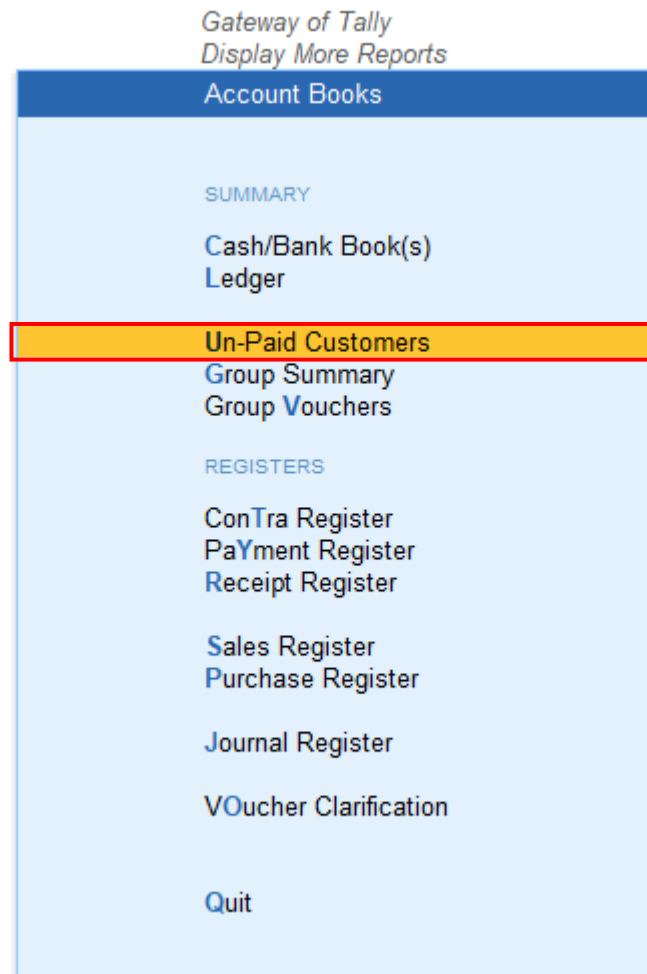 Gateway of Tally
Display More Reports
Account Books
SUMMARY
Cash/Bank Book(s)
Ledger
Un-Paid Customers
Group Summary
Group Vouchers
REGISTERS
ConTra Register
PaYment Register
Receipt Register
Sales Register
Purchase Register
Journal Register
VOucher Clarification
Quit